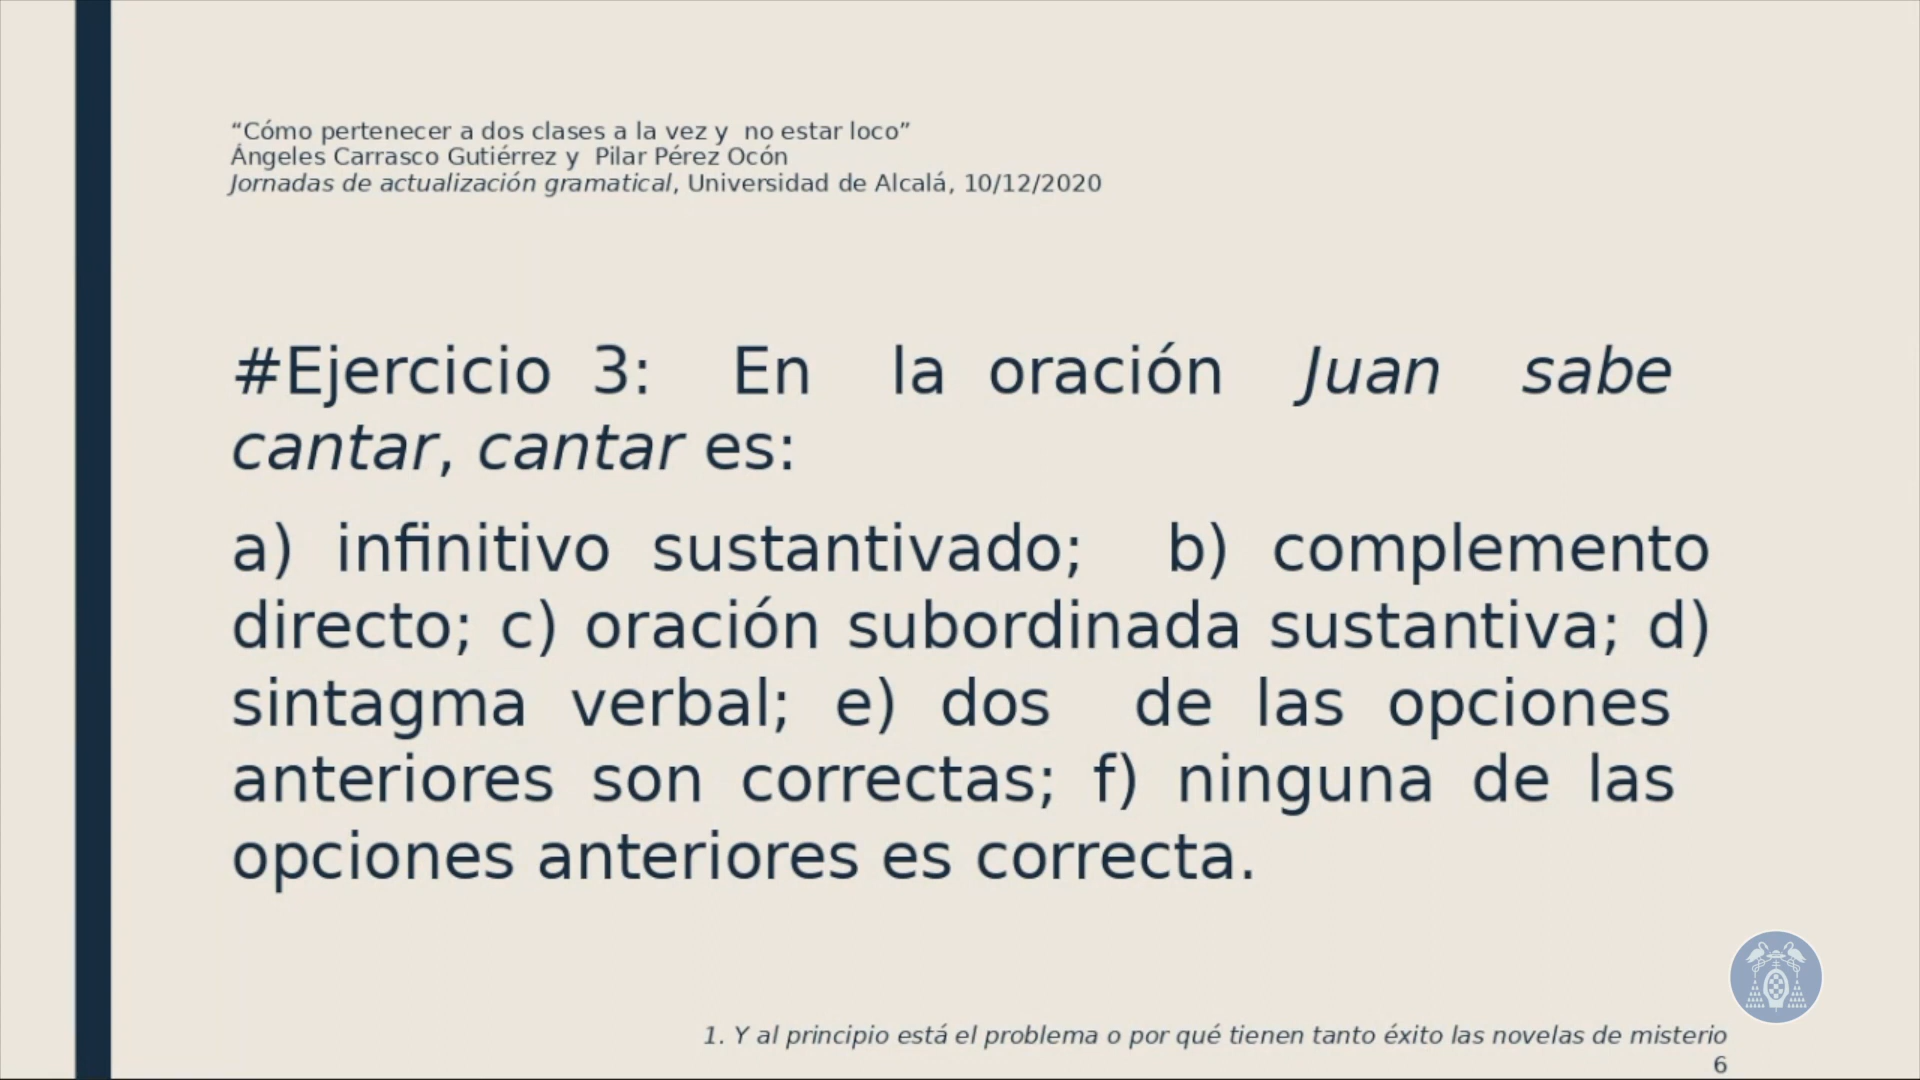 “Cómo pertenecer a dos clases a la vez y no estar loco”
Ángeles Carrasco Gutiérrez y Pilar Pérez Ocón
Jornadas de actualización gramatical, Universidad de Alcalá, 10/12/2020
#Ejercicio 3: En la oración Juan sabe
cantar, cantar es:
a) infinitivo sustantivado; b) complemento
directo; c) oración subordinada sustantiva; d)
sintagma verbal; e) dos de las opciones
anteriores son correctas; f) ninguna de las
opciones anteriores es correcta.
1. Y al principio está el problema o por qué tienen tanto éxito las novelas de misterio
6